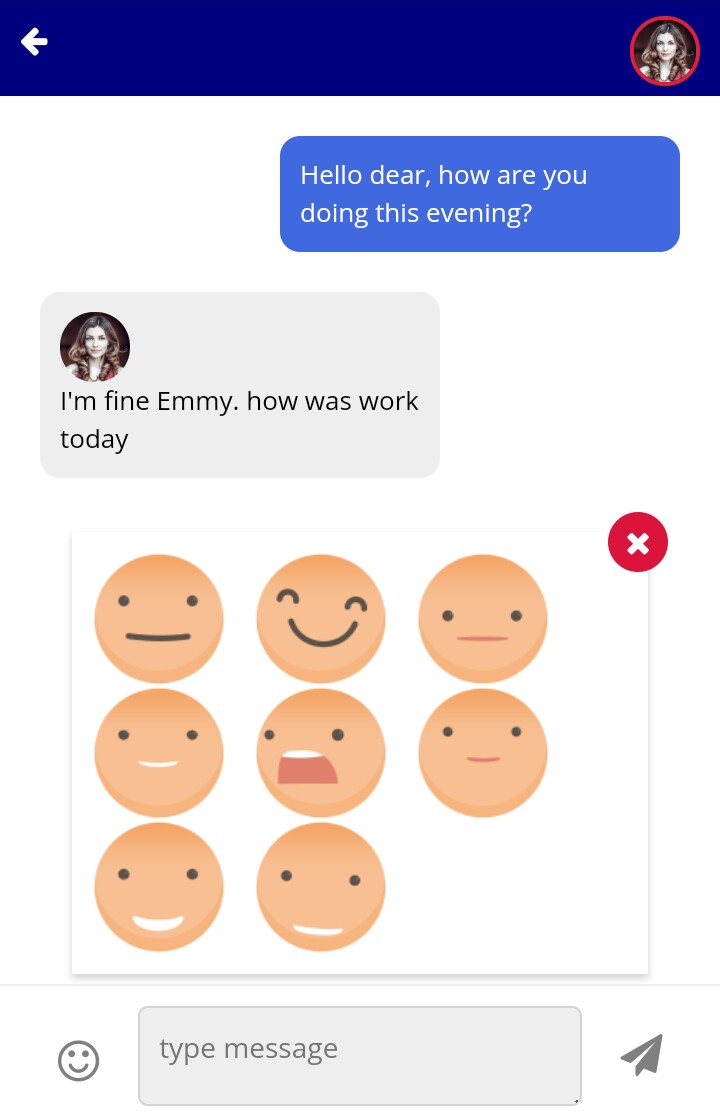 Hello dear, how are you
doing this evening?
I'm fine Emmy. how was work
today
type message